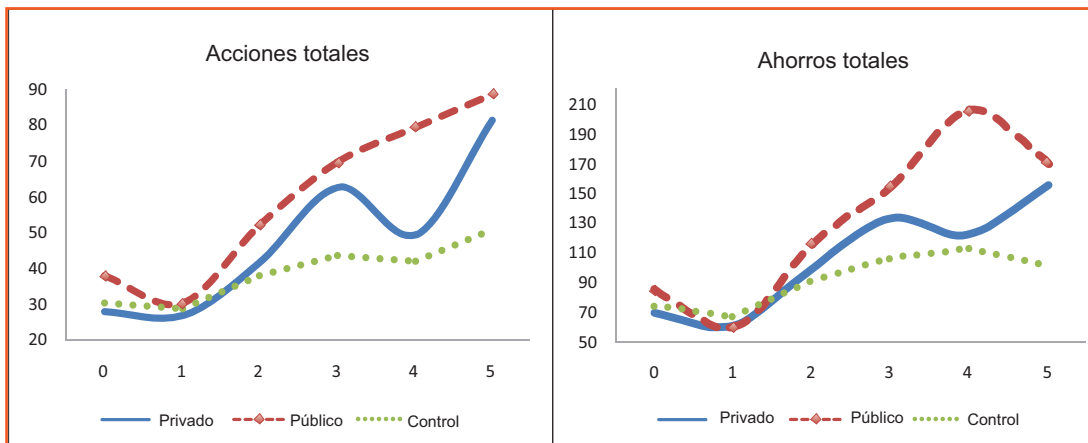 Acciones totales
90
80
70
60
50
40
30
20
0 1 2 3 4 5
Privado Público Control
Ahorros totales
210
190
170
150
130
110
90
70
50
0 1 2 3 4 5
Privado Público Control